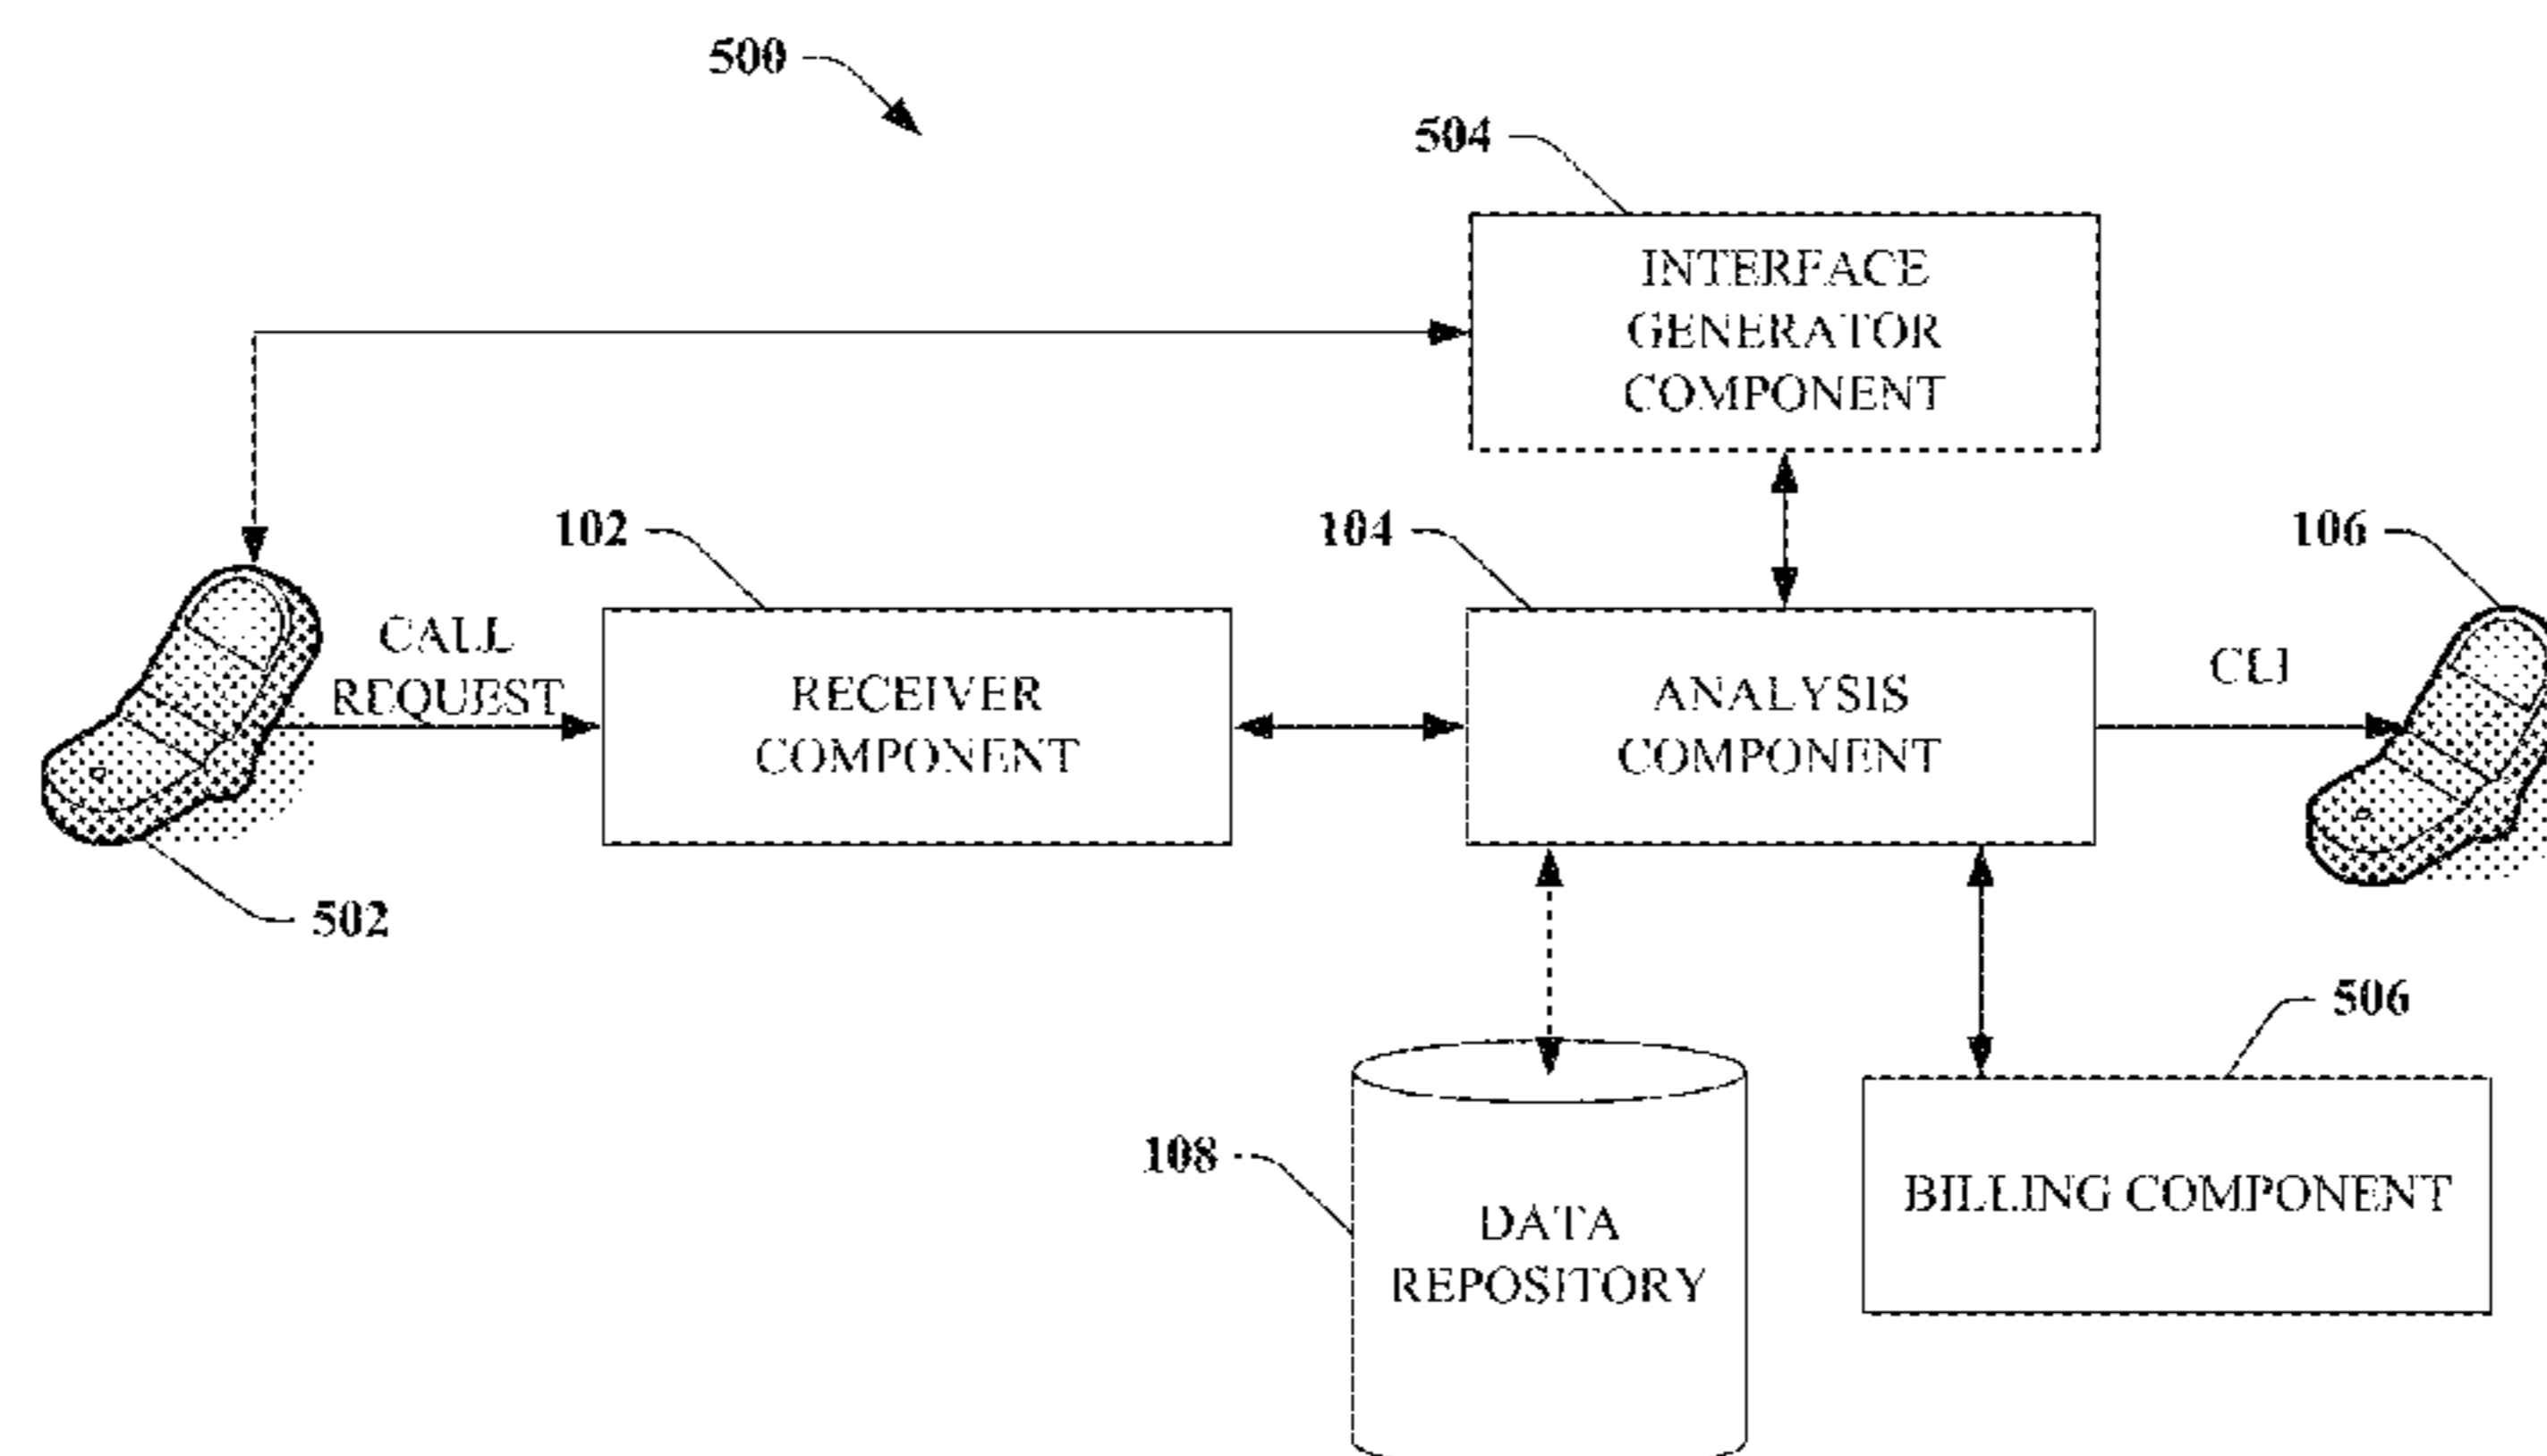 500
504
INTERFACE
GENERATOR
COMPONENT
102
104
106
CALL
REQUEST
RECEIVER
COMPONENT
ANALYSIS
COMPONENT
CLI
502
506
108
DATA
REPOSITORY
BILLING COMPONENT